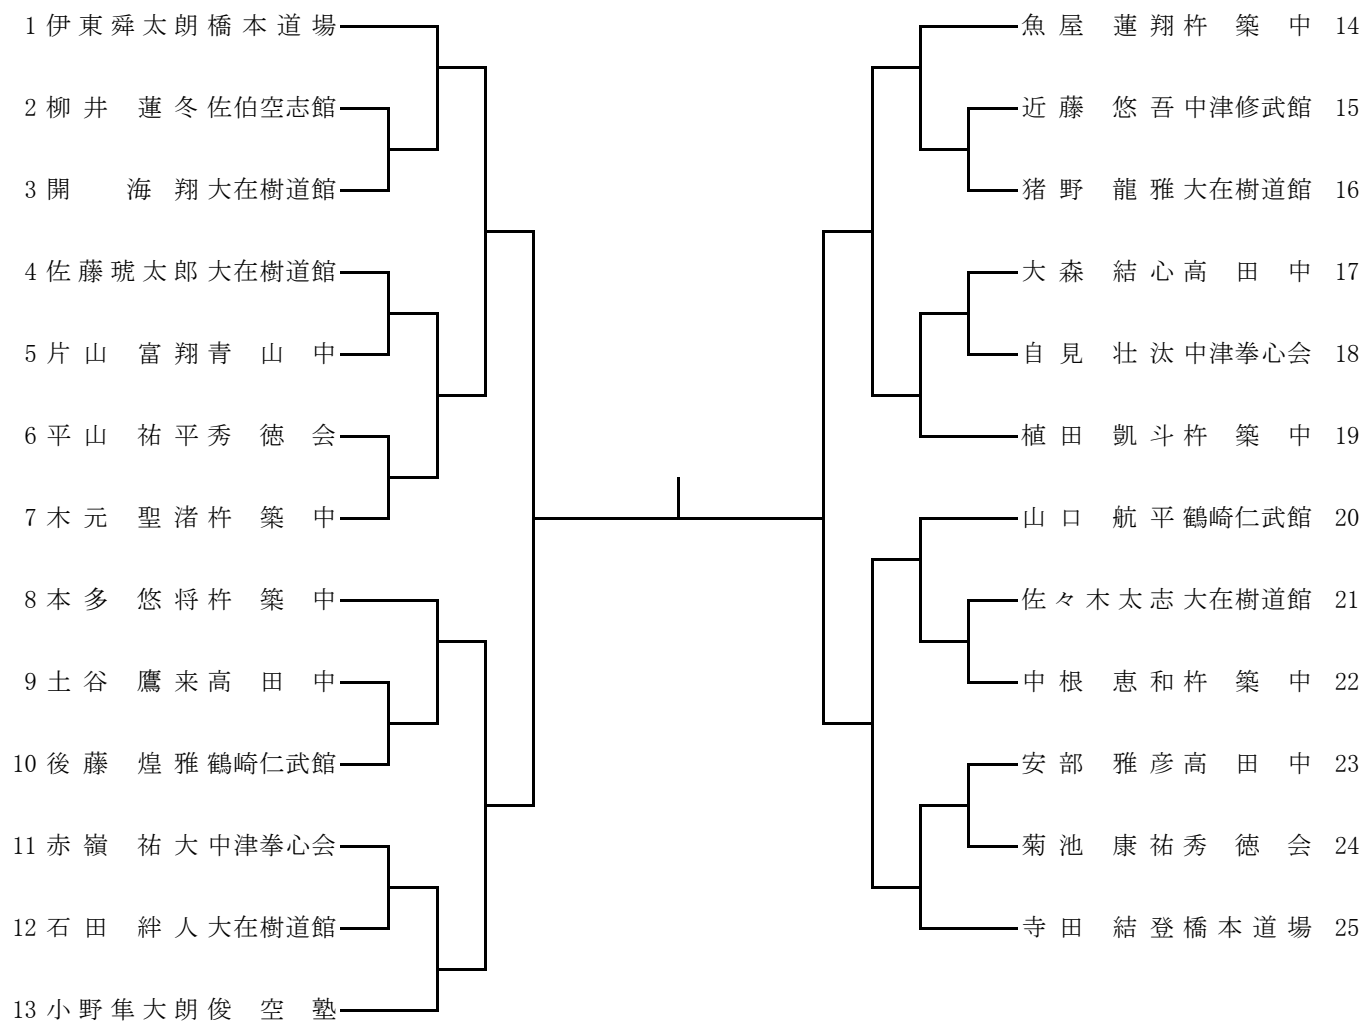 1 伊東舜太朗 橋本道場
2 柳井 蓮冬 佐伯空志館
3 開 海翔 大在樹道館
4 佐藤琥太郎 大在樹道館
5 片山 富翔 青山中
6 平山 祐平 秀徳会
7 木元 聖渚 杵築中
8 本多 悠将 杵築中
9 土谷 鷹来 高田中
10 後藤 煌雅 鶴崎仁武館
11 赤嶺 祐大 中津拳心会
12 石田 絆人 大在樹道館
13 小野隼大朗 俊空塾
魚屋 蓮翔 杵築中 14
近藤 悠吾 中津修武館 15
猪野 龍雅 大在樹道館 16
大森 結心 高田中 17
自見 壮汰 中津拳心会 18
植田 凱斗 杵築中 19
山口 航平 鶴崎仁武館 20
佐々木太志 大在樹道館 21
中根 恵和 杵築中 22
安部 雅彦 高田中 23
菊池 康祐 秀徳会 24
寺田 結登 橋本道場 25